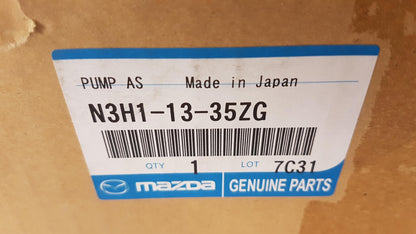 PUMP AS Made in Japan
N3H1-13-35ZG
QTY 1 LOT 7C31
mazda GENUINE PARTS